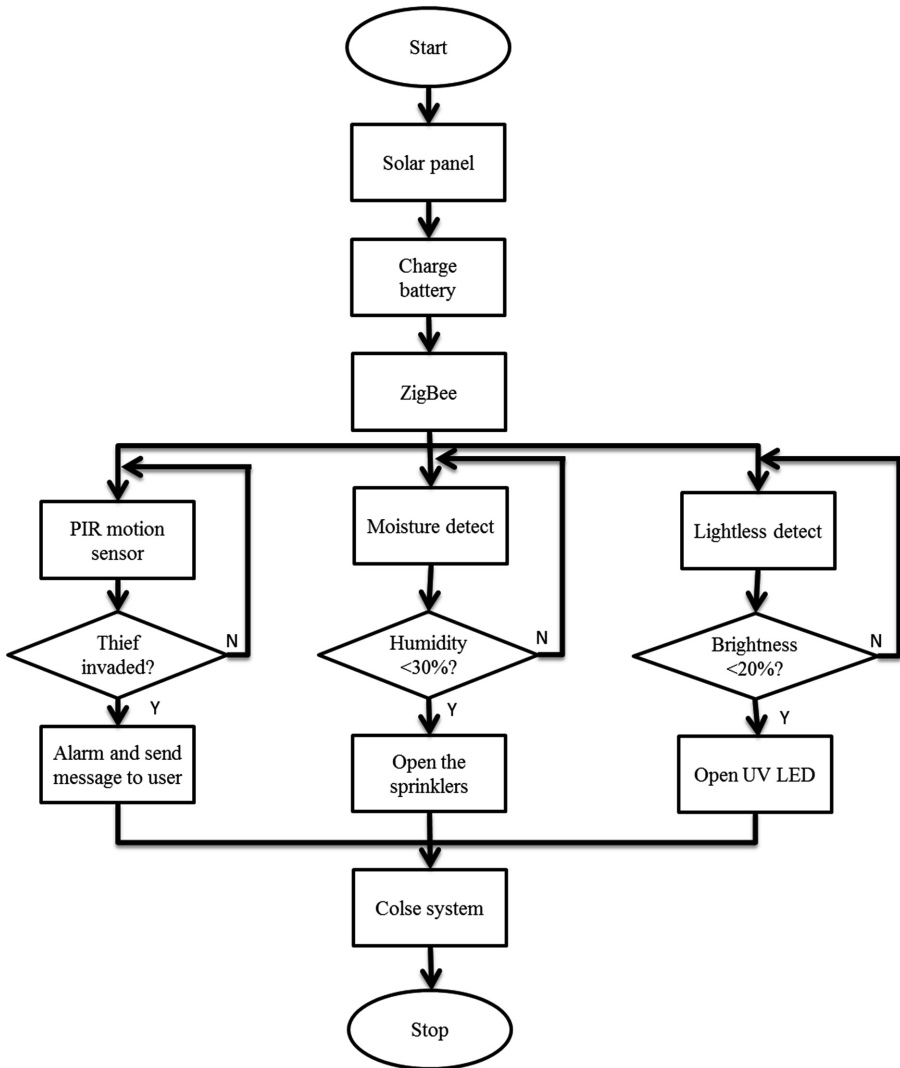 Start
Solar panel
Charge
battery
ZigBee
PIR motion
sensor
Moisture detect
Lightless detect
Thief
invaded?
N
Humidity
<30%?
N
Brightness
<20%?
N
Y
Y
Y
Alarm and send
message to user
Open the
sprinklers
Open UV LED
Colse system
Stop